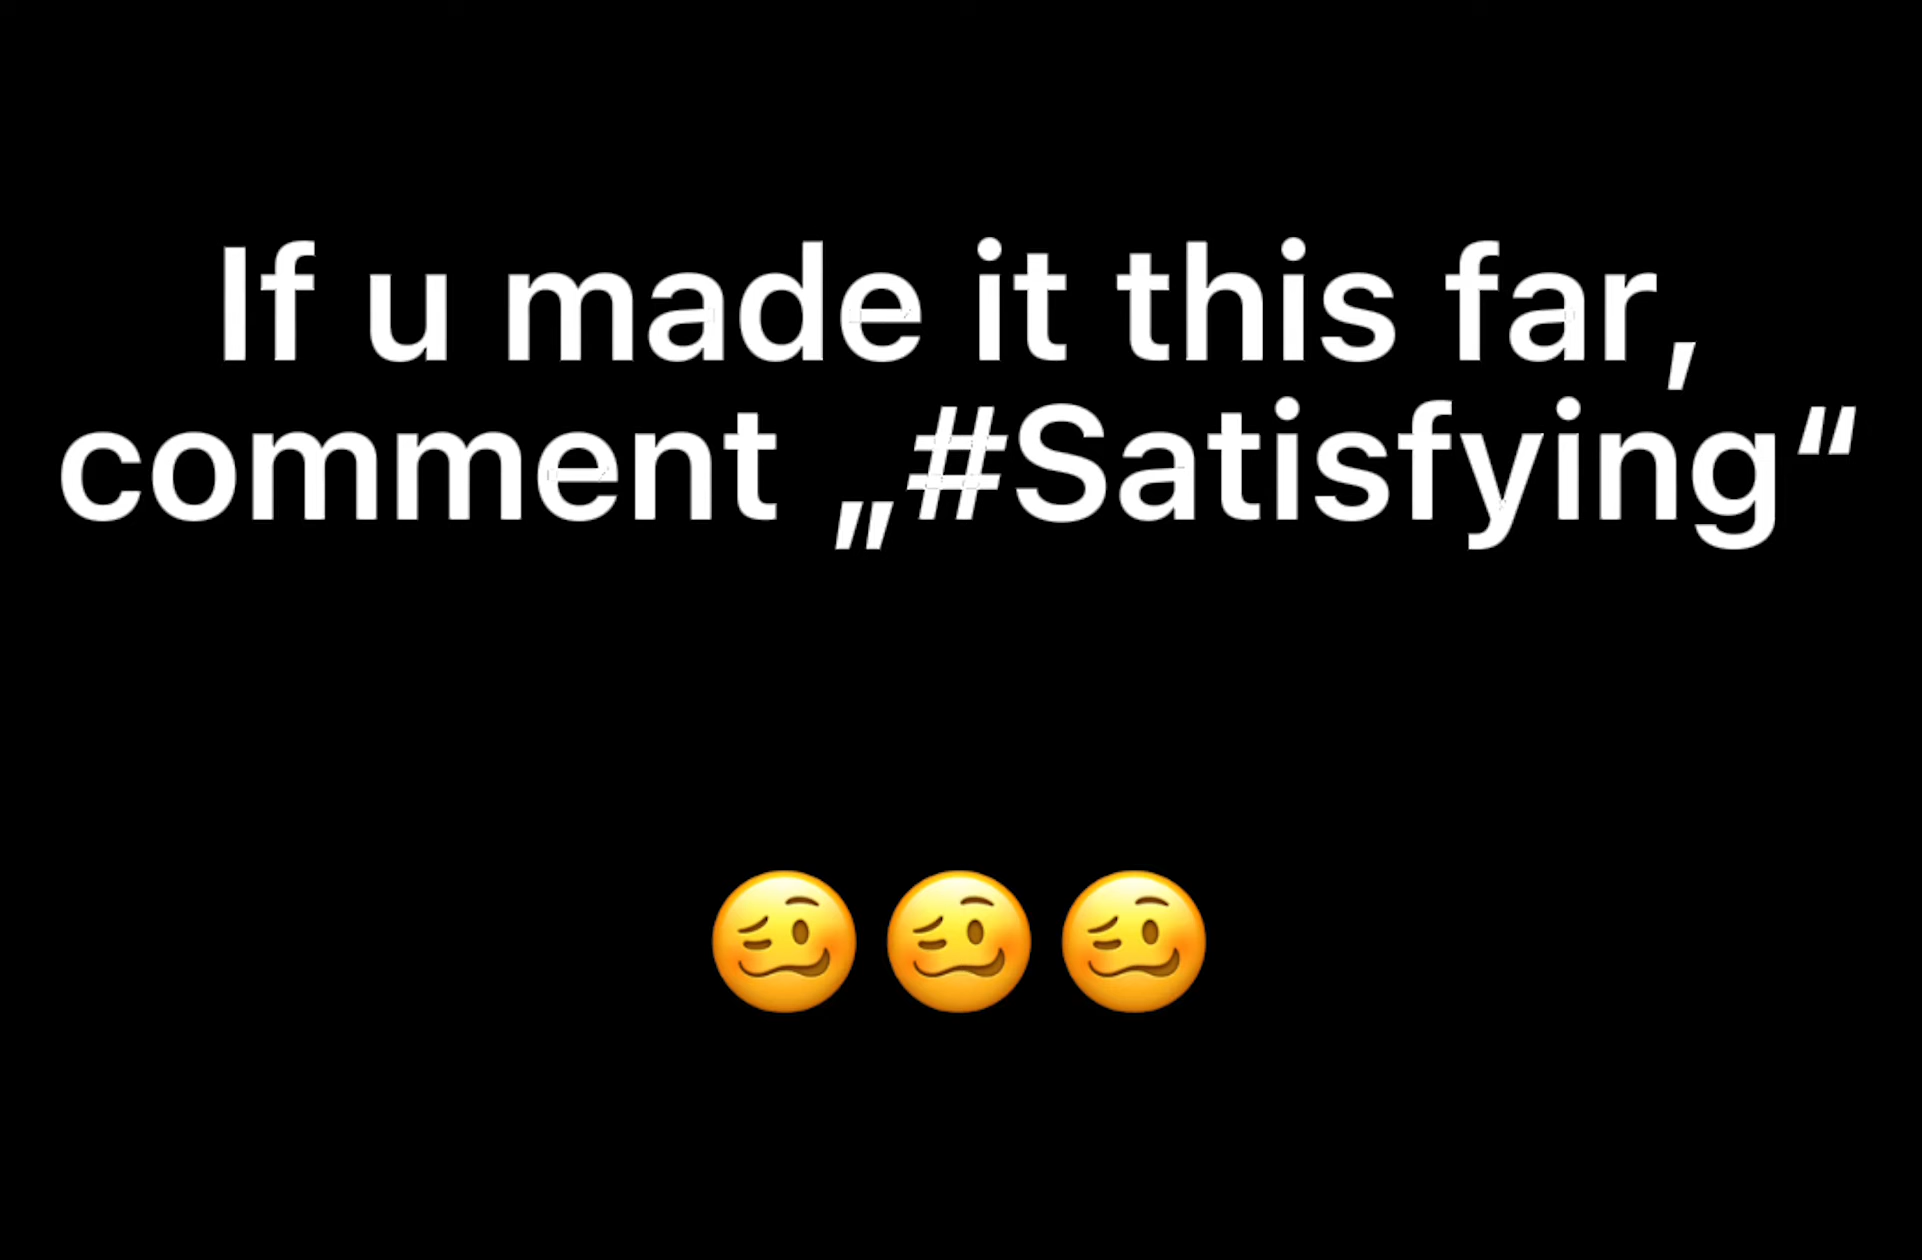 If u made it this far,
comment „#Satisfying“
🥴🥴🥴